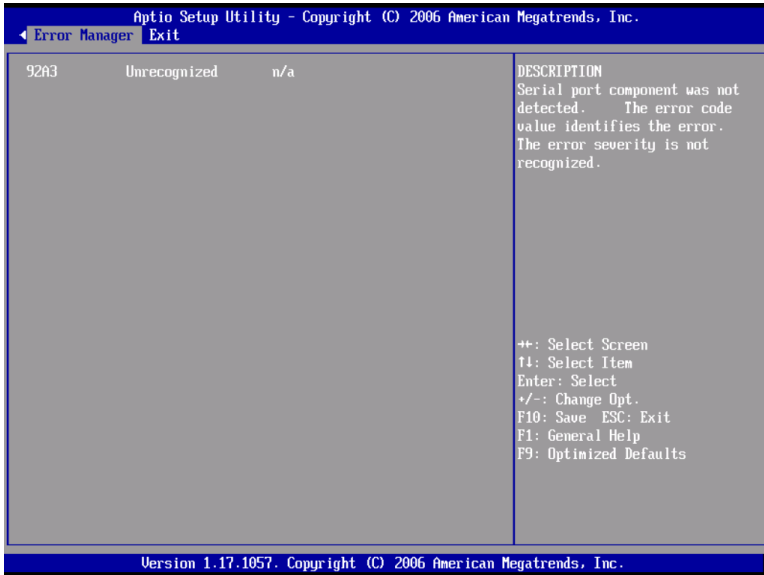 Aptio Setup Utility - Copyright (C) 2006 American Megatrends, Inc.
Error Manager Exit
92A3 Unrecognized n/a
DESCRIPTION
Serial port component was not
detected. The error code
value identifies the error.
The error severity is not
recognized.
→←: Select Screen
↑↓: Select Item
Enter: Select
+/-: Change Opt.
F10: Save ESC: Exit
F1: General Help
F9: Optimized Defaults
Version 1.17.1057. Copyright (C) 2006 American Megatrends, Inc.